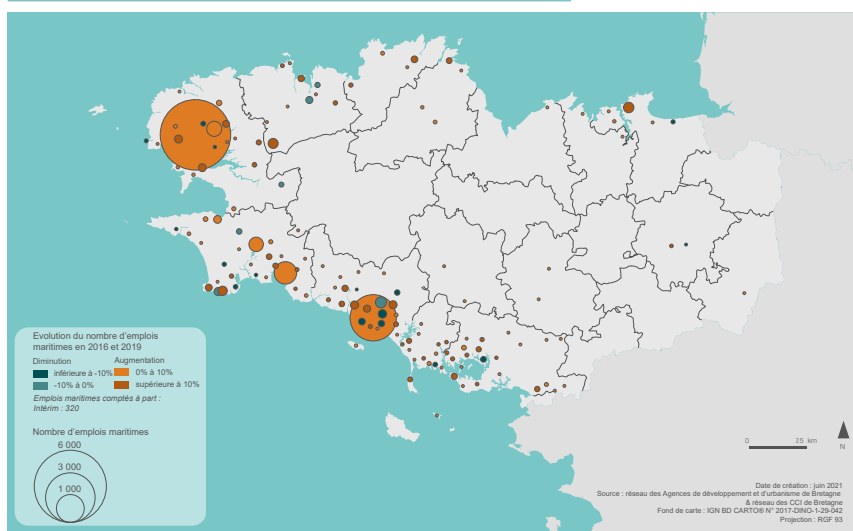 Evolution du nombre d'emplois
maritimes en 2016 et 2019
Diminution
Augmentation
inférieure à -10%
0% à 10%
-10% à 0%
supérieure à 10%
Emplois maritimes comptés à part :
Intérim : 320
Nombre d'emplois maritimes
6 000
3 000
1 000
0
25 km
N
Date de création : juin 2021
Source : réseau des Agences de développement et d'urbanisme de Bretagne
& réseau des CCI de Bretagne
Fond de carte : IGN BD CARTO® N° 2017-DINO-1-29-042
Projection : RGF 93